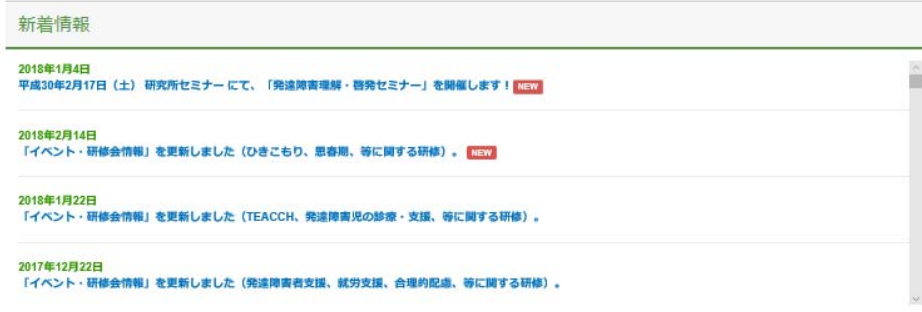 新着情報
2018年1月4日
平成30年2月17日（土） 研究所セミナー にて、「発達障害理解・啓発セミナー」を開催します！ NEW
2018年2月14日
「イベント・研修会情報」を更新しました（ひきこもり、思春期、等に関する研修）。 NEW
2018年1月22日
「イベント・研修会情報」を更新しました（TEACCH、発達障害児の診療・支援、等に関する研修）。
2017年12月22日
「イベント・研修会情報」を更新しました（発達障害者支援、就労支援、合理的配慮、等に関する研修）。